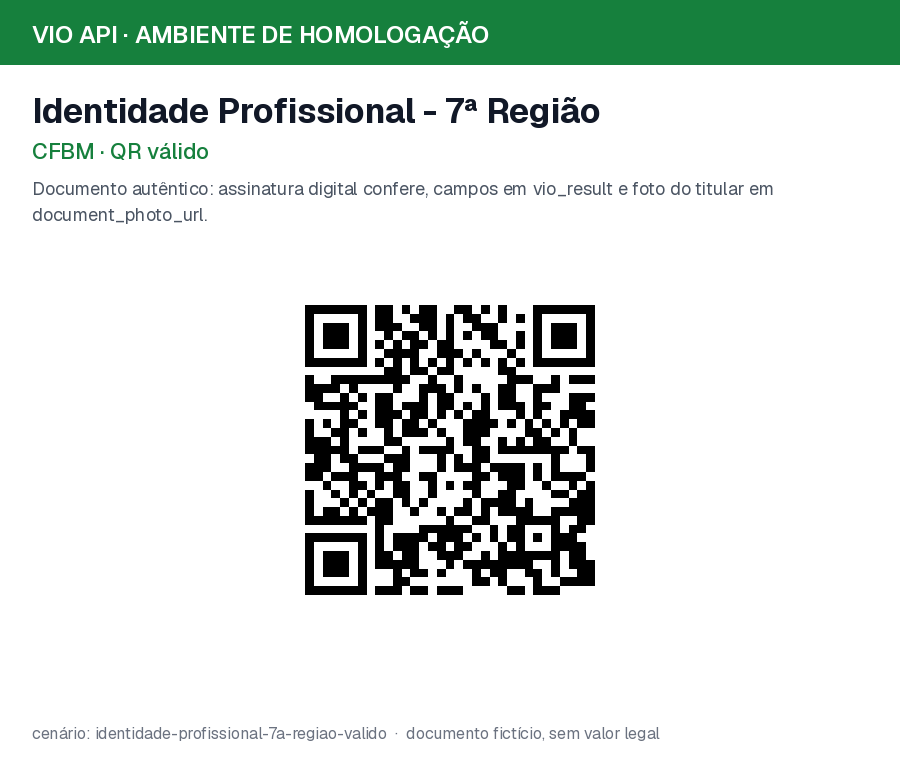 VIO API · AMBIENTE DE HOMOLOGAÇÃO
Identidade Profissional - 7ª Região
CFBM · QR válido
Documento autêntico: assinatura digital confere, campos em vio_result e foto do titular em
document_photo_url.
cenário: identidade-profissional-7a-regiao-valido · documento fictício, sem valor legal